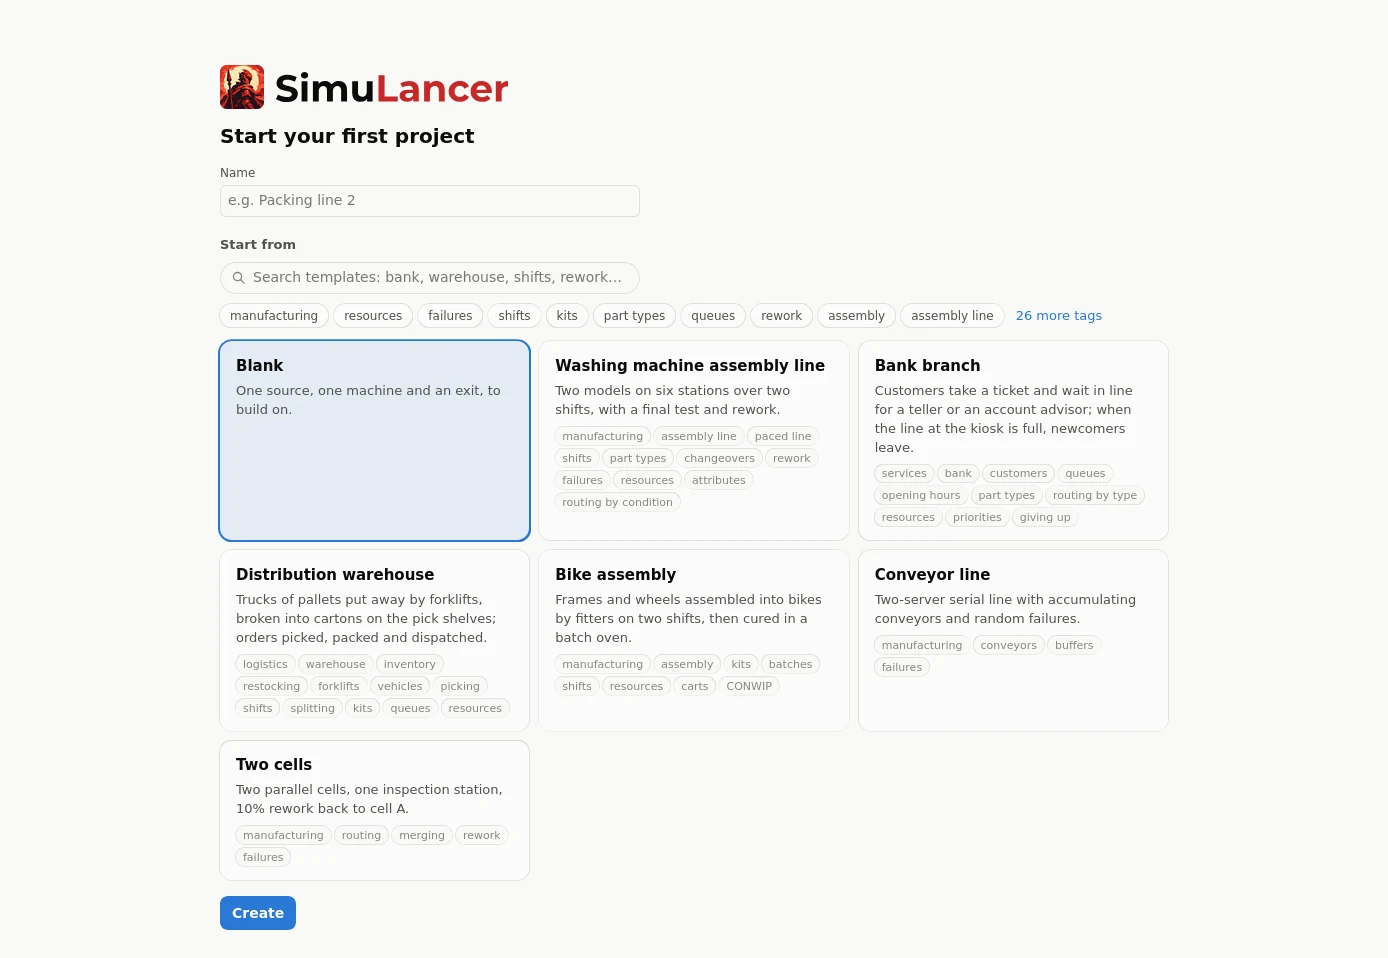 SimuLancer
Start your first project
Name
e.g. Packing line 2
Start from
Search templates: bank, warehouse, shifts, rework...
manufacturing resources failures shifts kits part types queues rework assembly assembly line 26 more tags
Blank
One source, one machine and an exit, to
build on.
Washing machine assembly line
Two models on six stations over two
shifts, with a final test and rework.
manufacturing assembly line paced line
shifts part types changeovers rework
failures resources attributes
routing by condition
Bank branch
Customers take a ticket and wait in line
for a teller or an account advisor; when
the line at the kiosk is full, newcomers
leave.
services bank customers queues
opening hours part types routing by type
resources priorities giving up
Distribution warehouse
Trucks of pallets put away by forklifts,
broken into cartons on the pick shelves;
orders picked, packed and dispatched.
logistics warehouse inventory
restocking forklifts vehicles picking
shifts splitting kits queues resources
Bike assembly
Frames and wheels assembled into bikes
by fitters on two shifts, then cured in a
batch oven.
manufacturing assembly kits batches
shifts resources carts CONWIP
Conveyor line
Two-server serial line with accumulating
conveyors and random failures.
manufacturing conveyors buffers
failures
Two cells
Two parallel cells, one inspection station,
10% rework back to cell A.
manufacturing routing merging rework
failures
Create